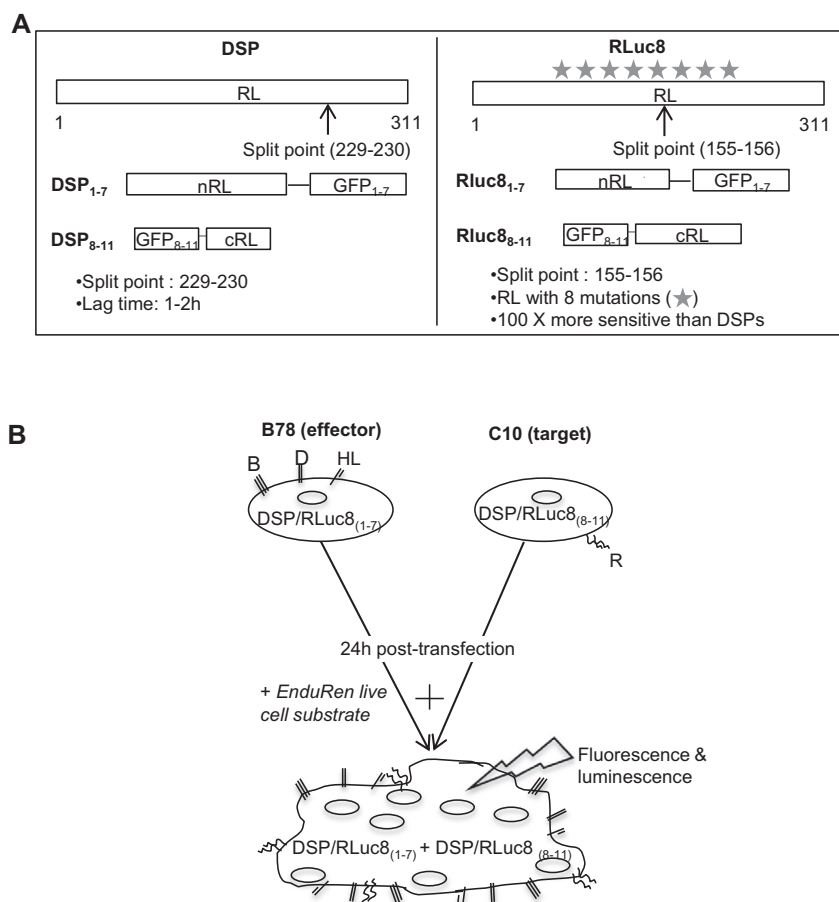 A
DSP
RL
1 311
Split point (229-230)
DSP1-7 nRL GFP1-7
DSP8-11 GFP8-11 cRL
•Split point : 229-230
•Lag time: 1-2h
RLuc8
RL
1 311
Split point (155-156)
Rluc81-7 nRL GFP1-7
Rluc88-11 GFP8-11 cRL
•Split point : 155-156
•RL with 8 mutations ( )
•100 X more sensitive than DSPs
B
B78 (effector)
B D HL
DSP/RLuc8(1-7)
C10 (target)
DSP/RLuc8(8-11)
R
24h post-transfection
+ EnduRen live
cell substrate
Fluorescence &
luminescence
DSP/RLuc8(1-7) + DSP/RLuc8 (8-11)